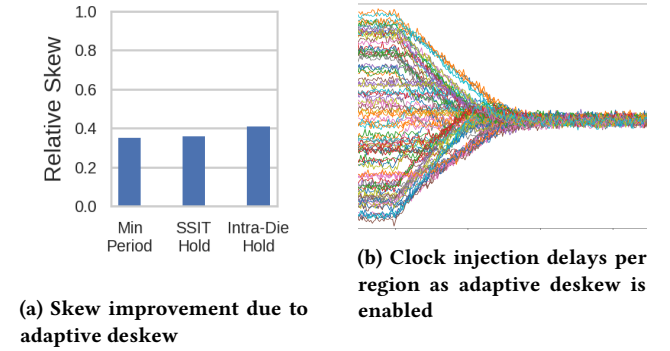 Relative Skew
1.0
0.8
0.6
0.4
0.2
0.0
Min
Period
SSIT
Hold
Intra-Die
Hold
(a) Skew improvement due to
adaptive deskew
(b) Clock injection delays per
region as adaptive deskew is
enabled